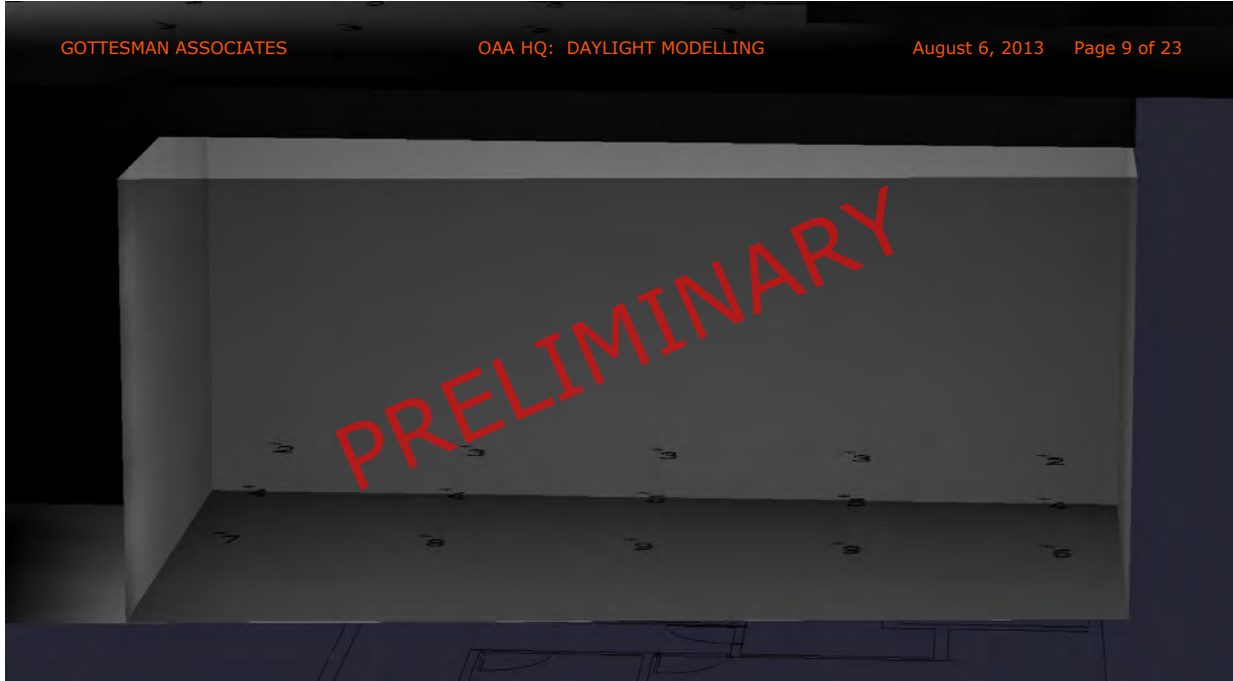 GOTTESMAN ASSOCIATES OAA HQ: DAYLIGHT MODELLING August 6, 2013 Page 9 of 23
PRELIMINARY
2 3 3 3 2
4 4 5 5 4
7 8 9 9 6